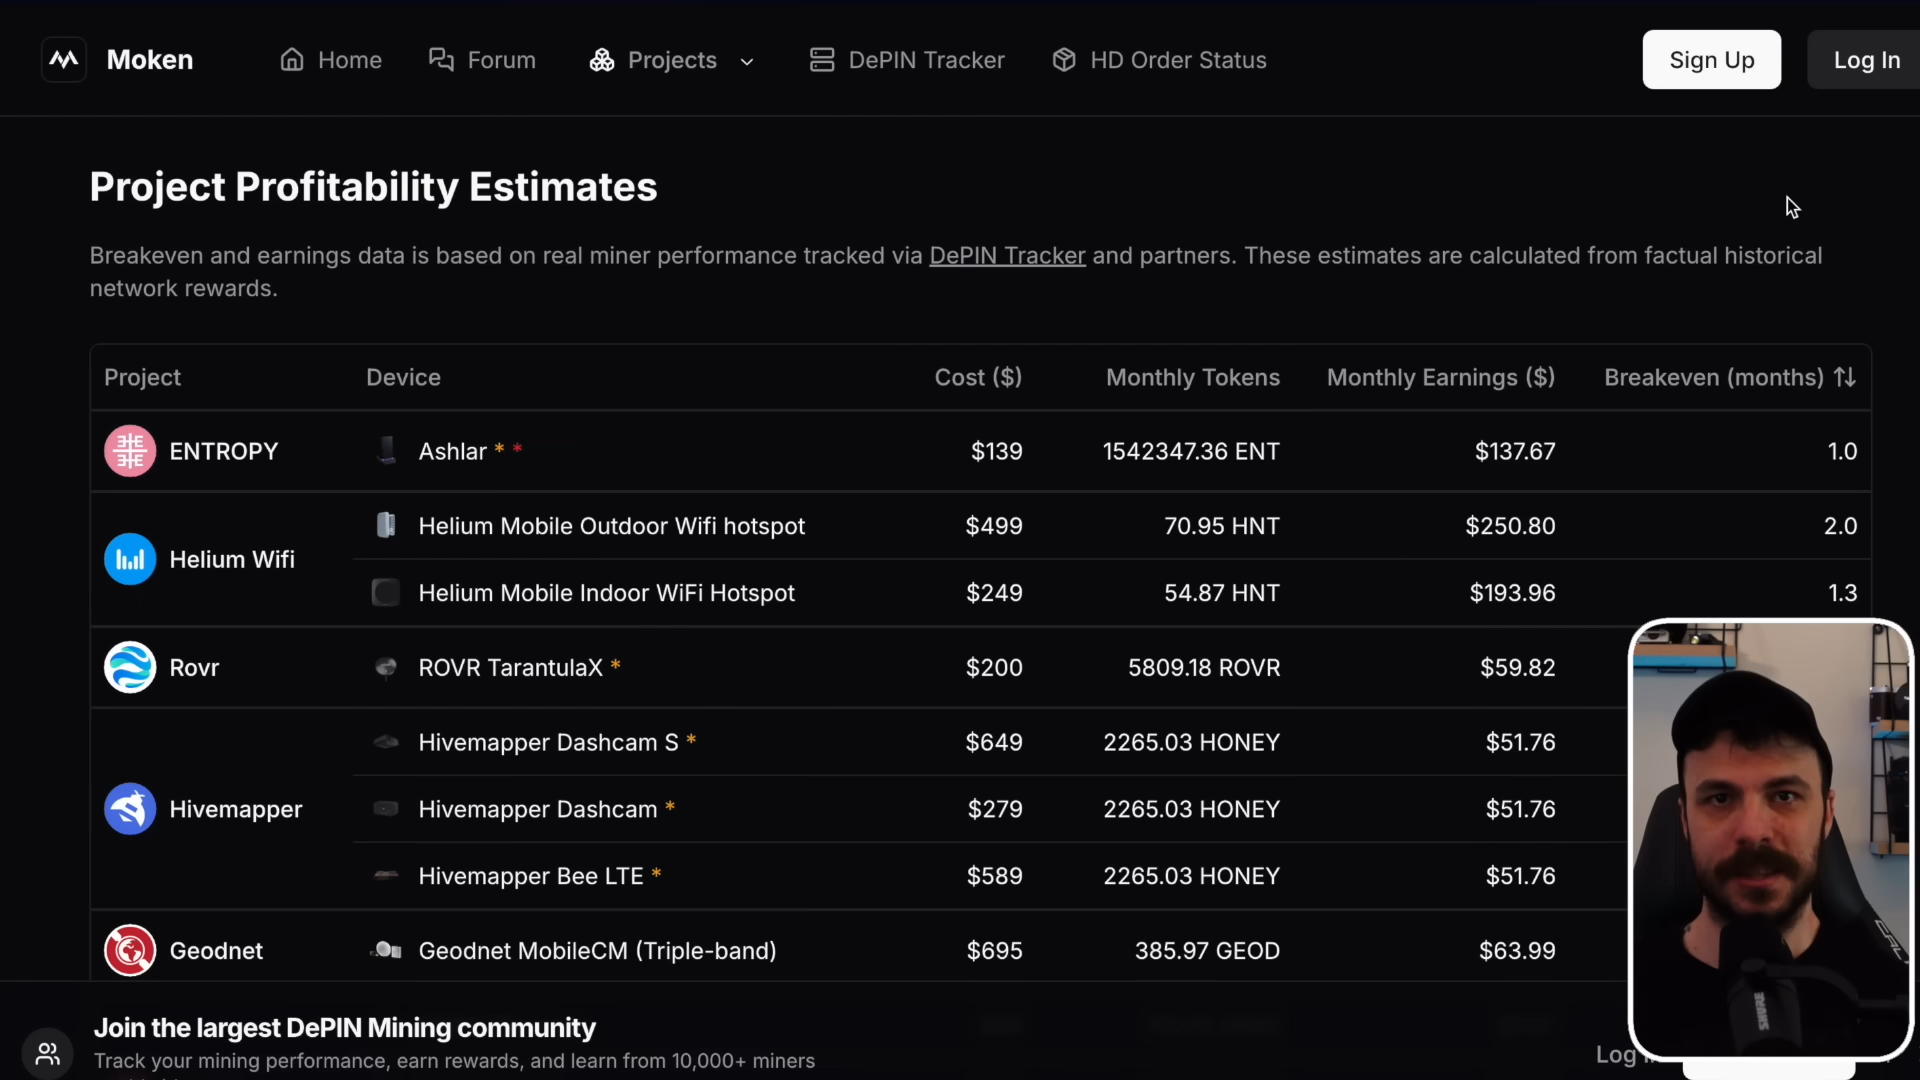 Moken
Home
Forum
Projects
DePIN Tracker
HD Order Status
Sign Up
Log In
Project Profitability Estimates
Breakeven and earnings data is based on real miner performance tracked via DePIN Tracker and partners. These estimates are calculated from factual historical
network rewards.
Project Device Cost ($) Monthly Tokens Monthly Earnings ($) Breakeven (months)
ENTROPY Ashlar * * $139 1542347.36 ENT $137.67 1.0
Helium Wifi
Helium Mobile Outdoor Wifi hotspot $499 70.95 HNT $250.80 2.0
Helium Mobile Indoor WiFi Hotspot $249 54.87 HNT $193.96 1.3
Rovr ROVR TarantulaX * $200 5809.18 ROVR $59.82
Hivemapper
Hivemapper Dashcam S * $649 2265.03 HONEY $51.76
Hivemapper Dashcam * $279 2265.03 HONEY $51.76
Hivemapper Bee LTE * $589 2265.03 HONEY $51.76
Geodnet Geodnet MobileCM (Triple-band) $695 385.97 GEOD $63.99
Join the largest DePIN Mining community
Track your mining performance, earn rewards, and learn from 10,000+ miners
Log
SHURE